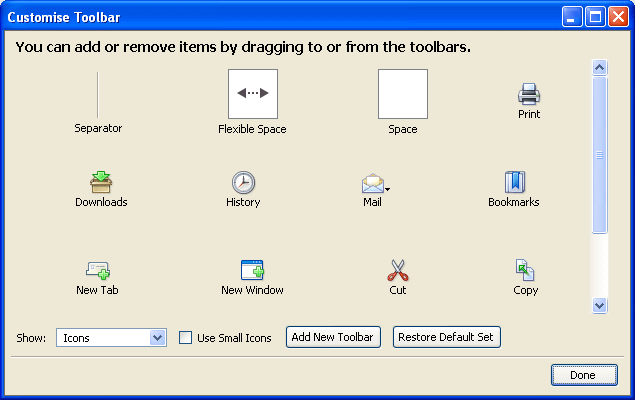 Customise Toolbar
You can add or remove items by dragging to or from the toolbars.
Separator
Flexible Space
Space
Print
Downloads
History
Mail
Bookmarks
New Tab
New Window
Cut
Copy
Show: Icons Use Small Icons Add New Toolbar Restore Default Set
Done